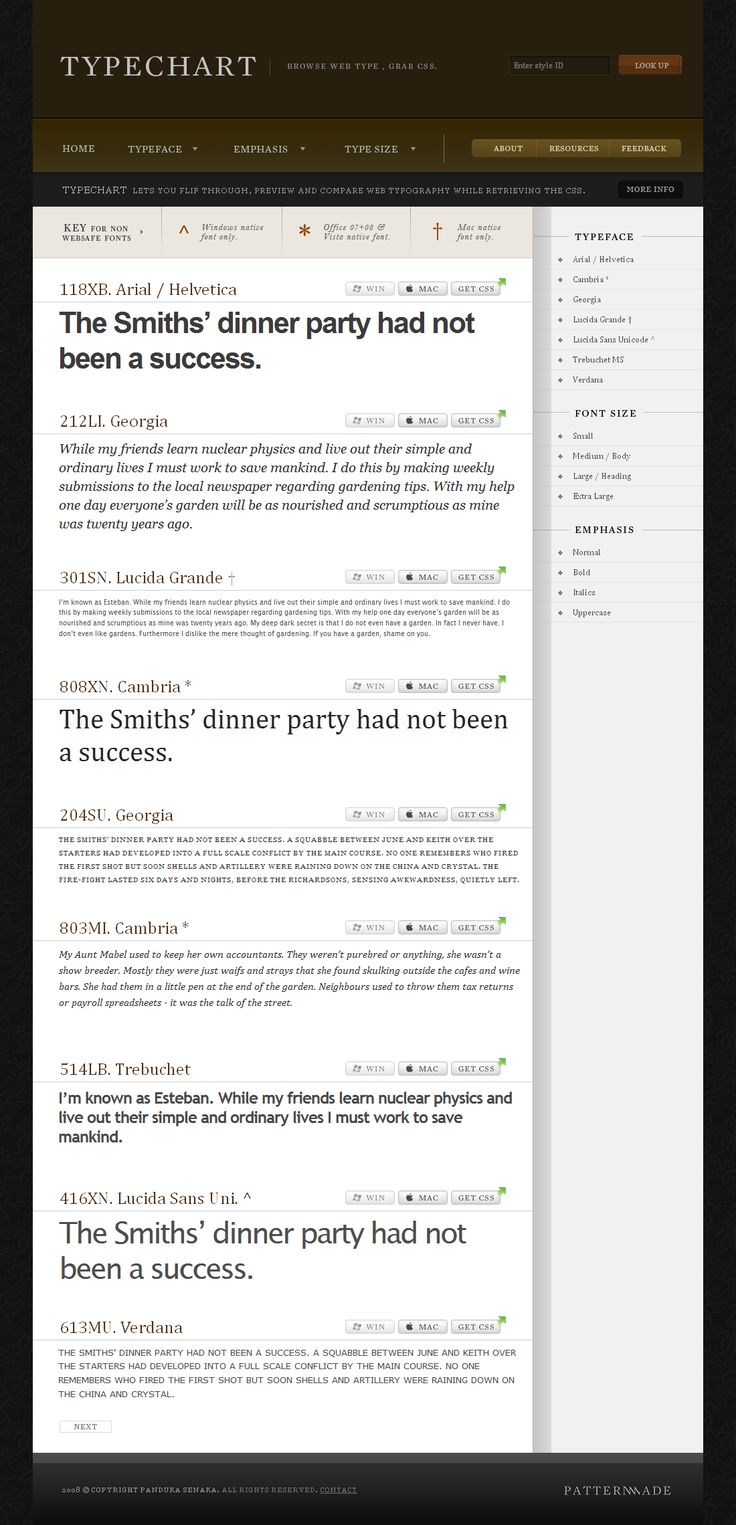 TYPECHART
BROWSE WEB TYPE , GRAB CSS.
Enter style ID
LOOK UP
HOME
TYPEFACE
EMPHASIS
TYPE SIZE
ABOUT
RESOURCES
FEEDBACK
TYPECHART LETS YOU FLIP THROUGH, PREVIEW AND COMPARE WEB TYPOGRAPHY WHILE RETRIEVING THE CSS.
MORE INFO
KEY FOR NON
WEBSAFE FONTS
^ Windows native
font only.
* Office 07+08 &
Vista native font.
† Mac native
font only.
118XB. Arial / Helvetica
WIN
MAC
GET CSS
The Smiths’ dinner party had not
been a success.
212LI. Georgia
WIN
MAC
GET CSS
While my friends learn nuclear physics and live out their simple and
ordinary lives I must work to save mankind. I do this by making weekly
submissions to the local newspaper regarding gardening tips. With my help
one day everyone’s garden will be as nourished and scrumptious as mine
was twenty years ago.
301SN. Lucida Grande †
WIN
MAC
GET CSS
I’m known as Esteban. While my friends learn nuclear physics and live out their simple and ordinary lives I must work to save mankind. I do
this by making weekly submissions to the local newspaper regarding gardening tips. With my help one day everyone’s garden will be as
nourished and scrumptious as mine was twenty years ago. My deep dark secret is that I do not even have a garden. In fact I never have. I
don’t even like gardens. Furthermore I dislike the mere thought of gardening. If you have a garden, shame on you.
808XN. Cambria *
WIN
MAC
GET CSS
The Smiths’ dinner party had not been
a success.
204SU. Georgia
WIN
MAC
GET CSS
THE SMITHS’ DINNER PARTY HAD NOT BEEN A SUCCESS. A SQUABBLE BETWEEN JUNE AND KEITH OVER THE
STARTERS HAD DEVELOPED INTO A FULL SCALE CONFLICT BY THE MAIN COURSE. NO ONE REMEMBERS WHO FIRED
THE FIRST SHOT BUT SOON SHELLS AND ARTILLERY WERE RAINING DOWN ON THE CHINA AND CRYSTAL. THE
FIRE-FIGHT LASTED SIX DAYS AND NIGHTS, BEFORE THE RICHARDSONS, SENSING AWKWARDNESS, QUIETLY LEFT.
803MI. Cambria *
WIN
MAC
GET CSS
My Aunt Mabel used to keep her own accountants. They weren’t purebred or anything, she wasn’t a
show breeder. Mostly they were just waifs and strays that she found skulking outside the cafes and wine
bars. She had them in a little pen at the end of the garden. Neighbours used to throw them tax returns
or payroll spreadsheets - it was the talk of the street.
514LB. Trebuchet
WIN
MAC
GET CSS
I’m known as Esteban. While my friends learn nuclear physics and
live out their simple and ordinary lives I must work to save
mankind.
416XN. Lucida Sans Uni. ^
WIN
MAC
GET CSS
The Smiths’ dinner party had not
been a success.
613MU. Verdana
WIN
MAC
GET CSS
THE SMITHS’ DINNER PARTY HAD NOT BEEN A SUCCESS. A SQUABBLE BETWEEN JUNE AND KEITH OVER
THE STARTERS HAD DEVELOPED INTO A FULL SCALE CONFLICT BY THE MAIN COURSE. NO ONE
REMEMBERS WHO FIRED THE FIRST SHOT BUT SOON SHELLS AND ARTILLERY WERE RAINING DOWN ON
THE CHINA AND CRYSTAL.
NEXT
TYPEFACE
Arial / Helvetica
Cambria *
Georgia
Lucida Grande †
Lucida Sans Unicode ^
Trebuchet MS
Verdana
FONT SIZE
Small
Medium / Body
Large / Heading
Extra Large
EMPHASIS
Normal
Bold
Italics
Uppercase
2008 © COPYRIGHT PANDUKA SENAKA. ALL RIGHTS RESERVED. CONTACT
PATTERNMADE